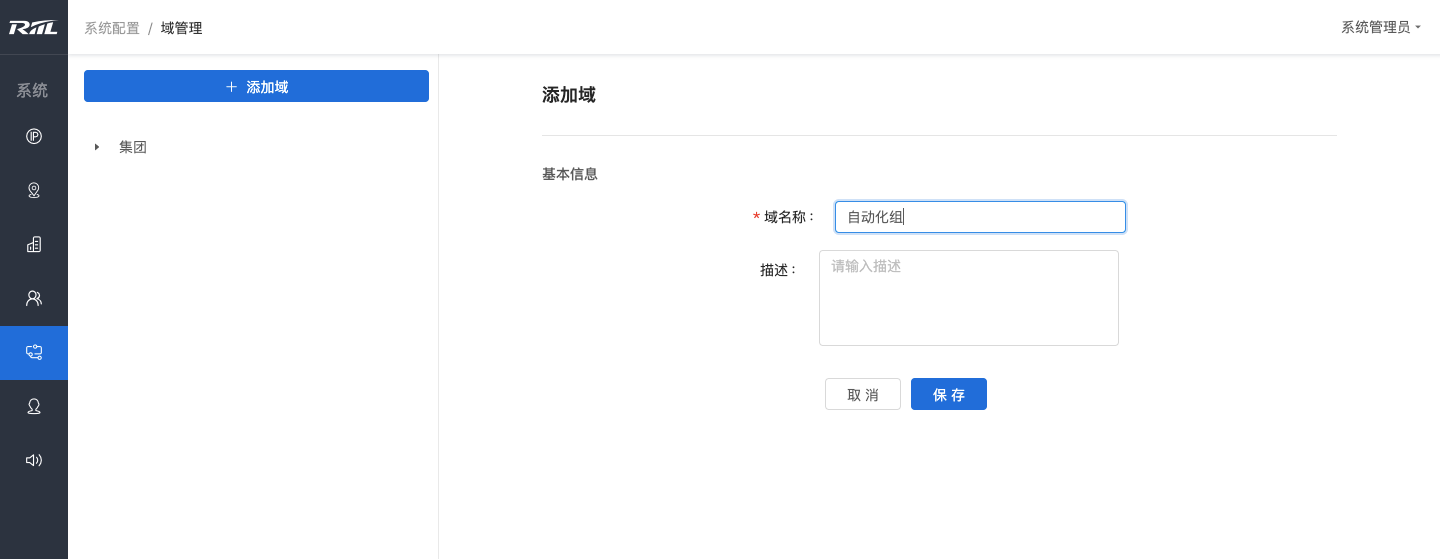 系统配置 / 域管理
系统管理员
系统
+ 添加域
集团
添加域
基本信息
* 域名称 :
自动化组
描述 :
请输入描述
取 消
保 存